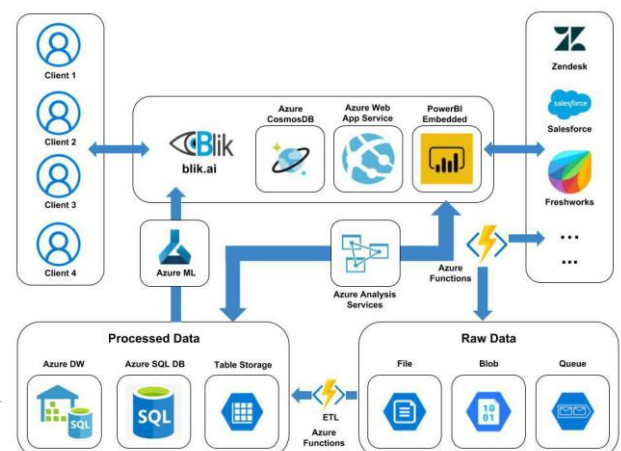 Client 1
Client 2
Client 3
Client 4
Blik
blik.ai
Azure
CosmosDB
Azure Web
App Service
PowerBI
Embedded
Zendesk
salesforce
Salesforce
Freshworks
...
...
Azure ML
Azure Analysis
Services
Azure
Functions
Processed Data
Azure DW
SQL
Azure SQL DB
SQL
Table Storage
ETL
Azure
Functions
Raw Data
File
Blob
10
01
Queue